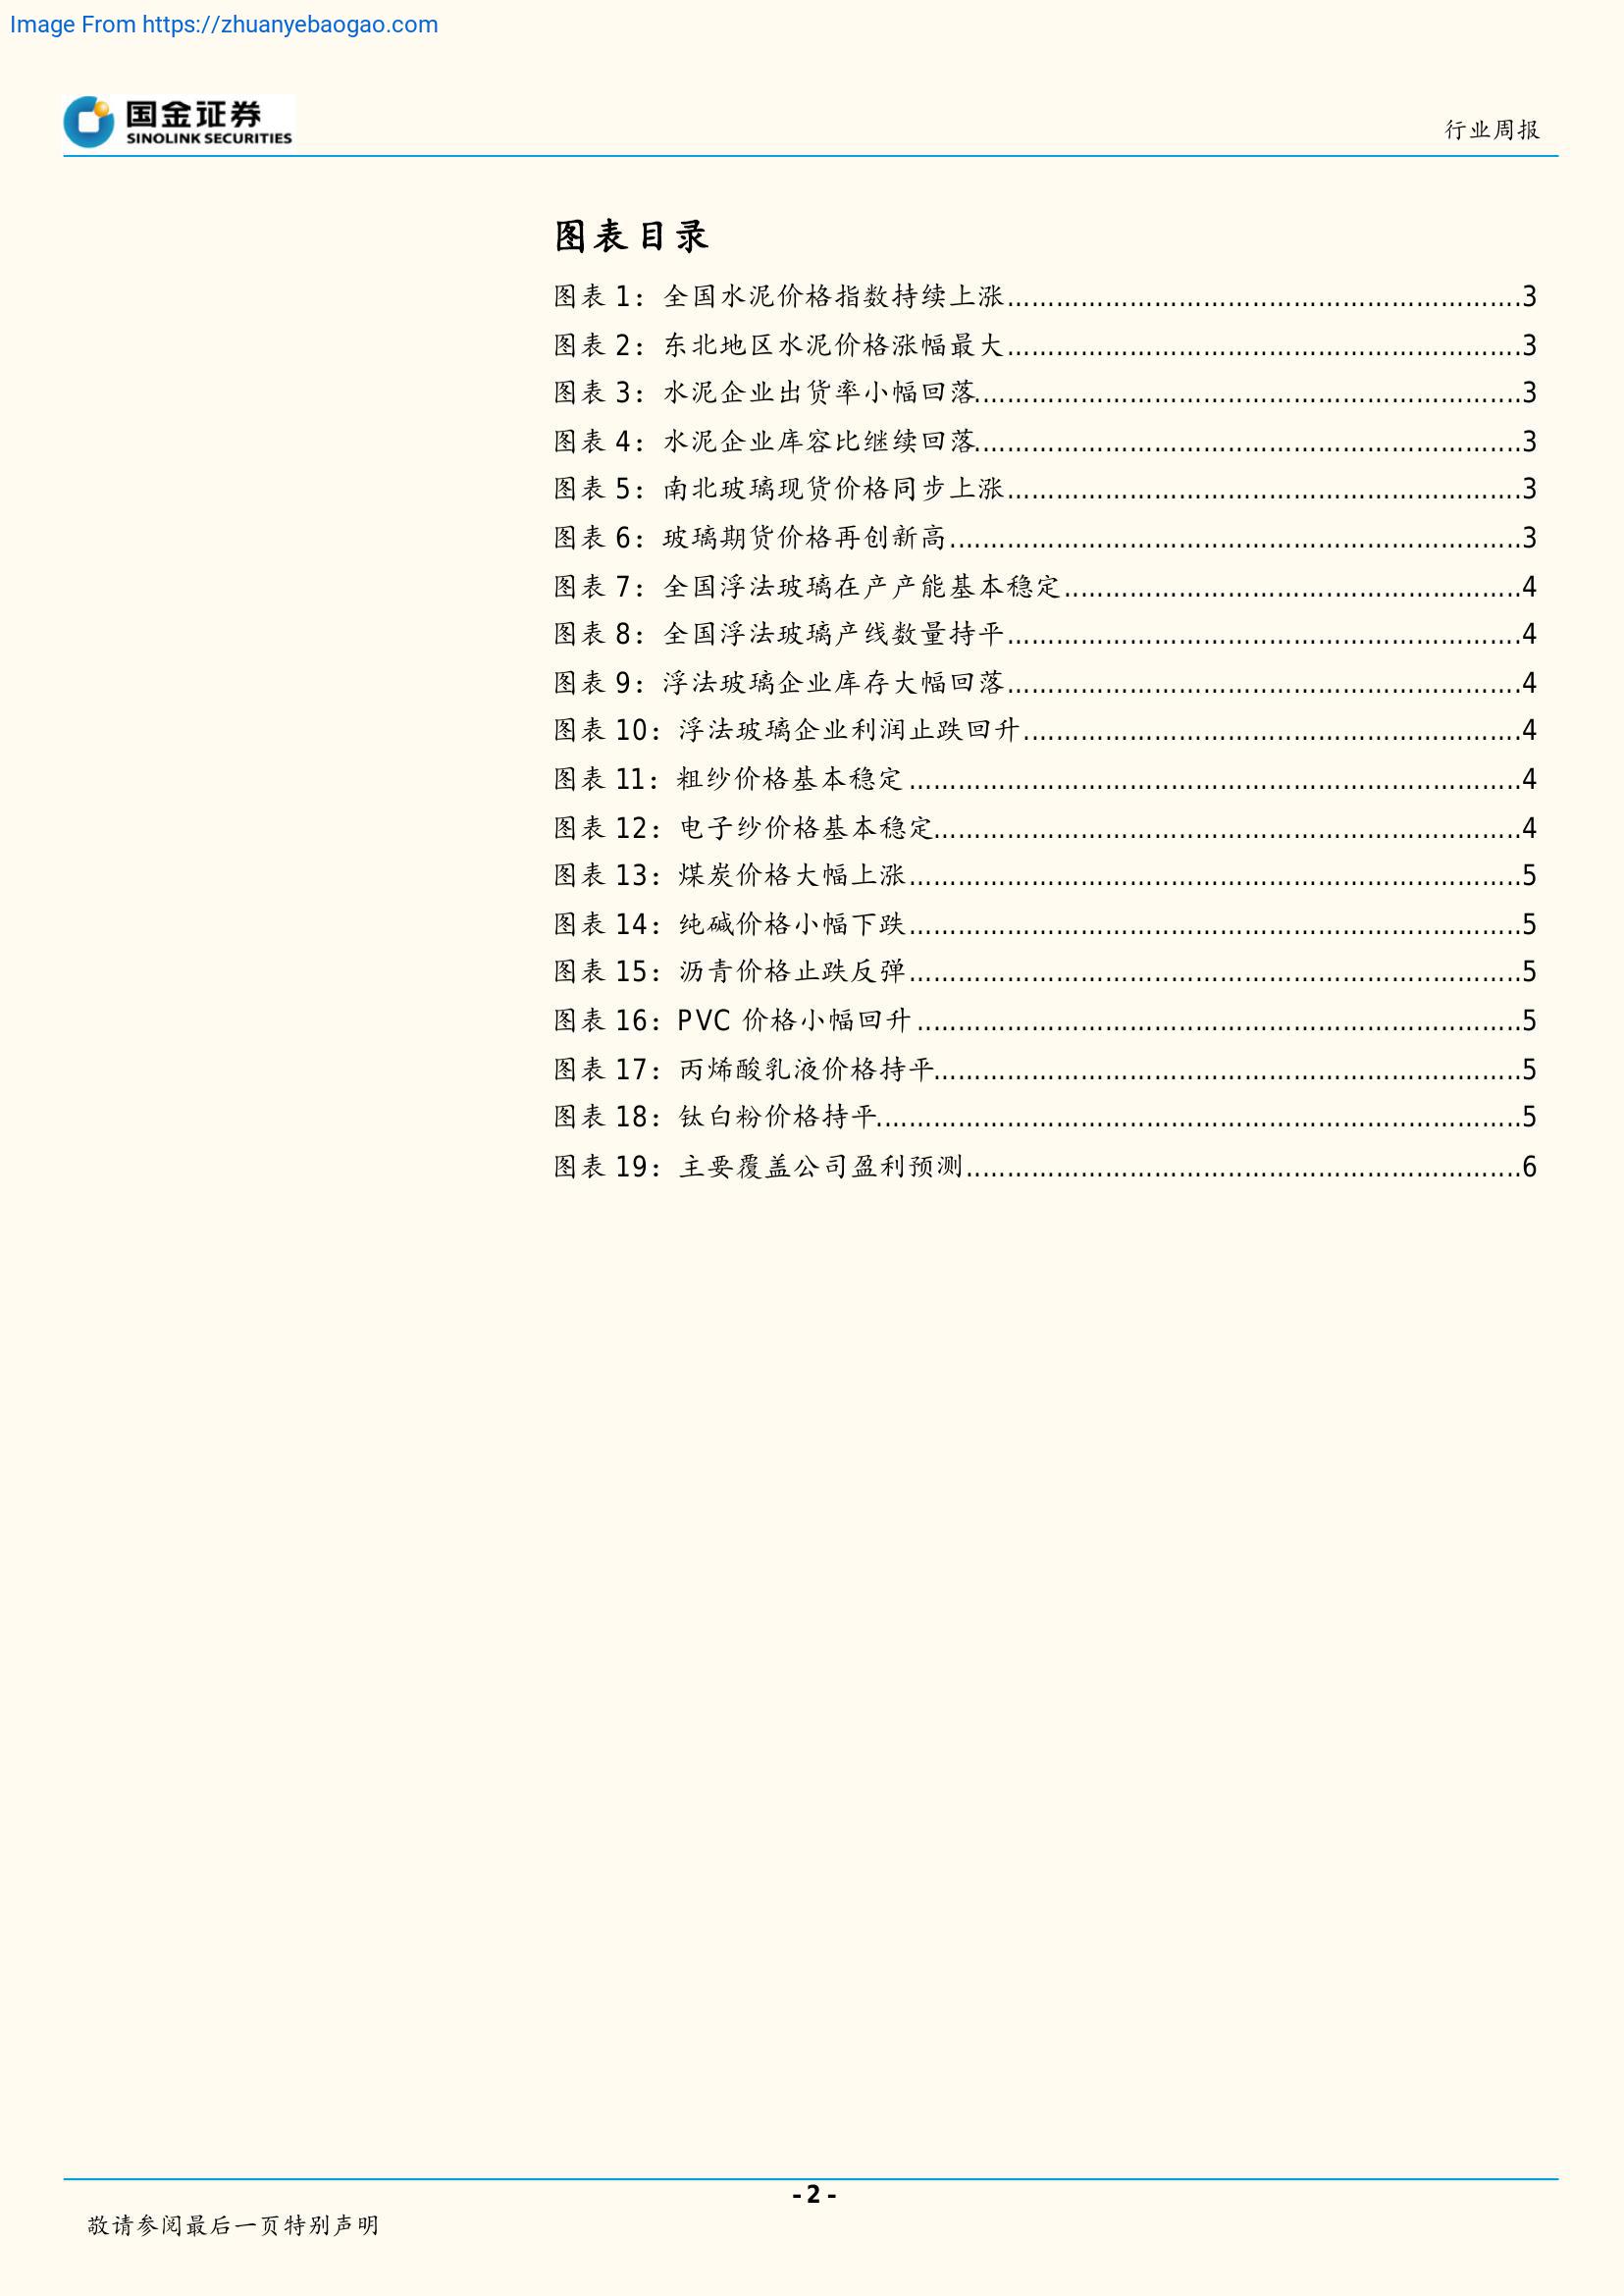 Image From https://zhuanyebaogao.com
国金证券
SINOLINK SECURITIES
行业周报
图表目录
图表 1：全国水泥价格指数持续上涨...............................................................3
图表 2：东北地区水泥价格涨幅最大...............................................................3
图表 3：水泥企业出货率小幅回落...................................................................3
图表 4：水泥企业库容比继续回落...................................................................3
图表 5：南北玻璃现货价格同步上涨...............................................................3
图表 6：玻璃期货价格再创新高......................................................................3
图表 7：全国浮法玻璃在产产能基本稳定........................................................4
图表 8：全国浮法玻璃产线数量持平...............................................................4
图表 9：浮法玻璃企业库存大幅回落...............................................................4
图表 10：浮法玻璃企业利润止跌回升.............................................................4
图表 11：粗纱价格基本稳定...........................................................................4
图表 12：电子纱价格基本稳定........................................................................4
图表 13：煤炭价格大幅上涨...........................................................................5
图表 14：纯碱价格小幅下跌...........................................................................5
图表 15：沥青价格止跌反弹...........................................................................5
图表 16：PVC 价格小幅回升..........................................................................5
图表 17：丙烯酸乳液价格持平........................................................................5
图表 18：钛白粉价格持平...............................................................................5
图表 19：主要覆盖公司盈利预测....................................................................6
- 2 -
敬请参阅最后一页特别声明